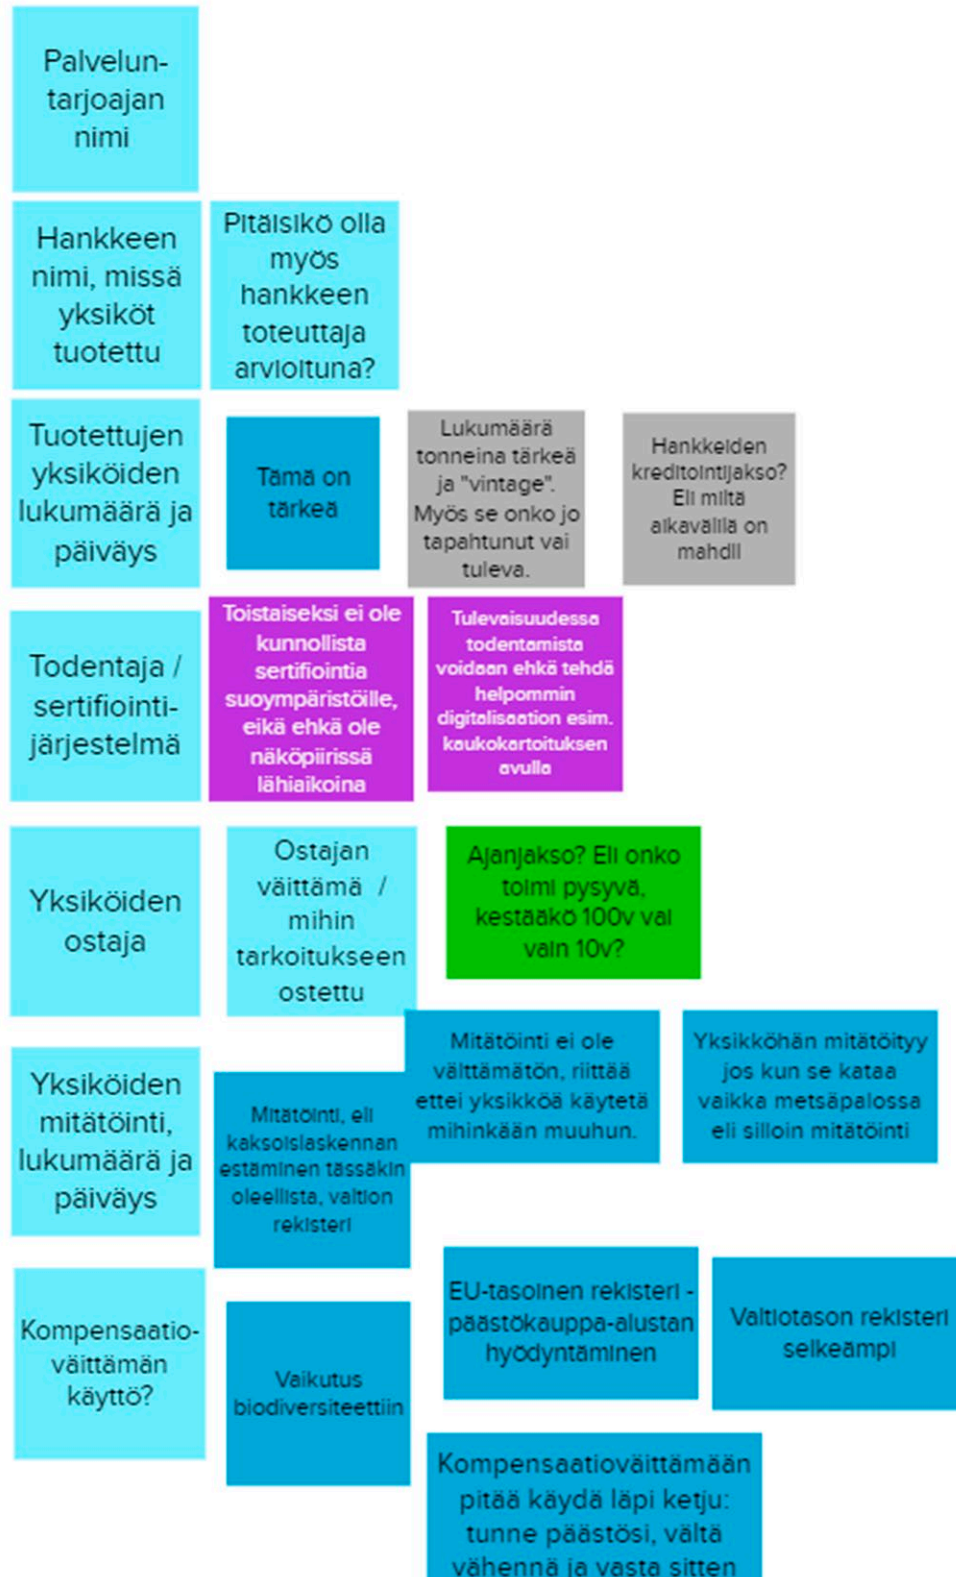 Palvelun-
tarjoajan
nimi
Hankkeen
nimi, missä
yksiköt
tuotettu
Pitäisikö olla
myös
hankkeen
toteuttaja
arvioituna?
Tuotettujen
yksiköiden
lukumäärä ja
päiväys
Tämä on
tärkeä
Lukumäärä
tonneina tärkeä
ja "vintage".
Myös se onko jo
tapahtunut vai
tuleva.
Hankkeiden
kreditointijakso?
Eli miltä
aikavälilä on
mahdll
Todentaja /
sertifiointi-
järjestelmä
Toistaiseksi ei ole
kunnollista
sertifiointia
suoympäristöille,
eikä ehkä ole
näköpiirissä
lähiaikoina
Tulevaisuudessa
todentamista
voidaan ehkä tehdä
helpommin
digitalisaation esim.
kaukokartoituksen
avulla
Yksiköiden
ostaja
Ostajan
väittämä /
mihin
tarkoitukseen
ostettu
Ajanjakso? Eli onko
toimi pysyvä,
kestääkö 100v vai
vain 10v?
Yksiköiden
mitätöinti,
lukumäärä ja
päiväys
Mitätöinti, eli
kaksoislaskennan
estäminen tässäkin
oleellista, valtion
rekisteri
Mitätöinti ei ole
välttämätön, riittää
ettei yksikköä käytetä
mihinkään muuhun.
Yksikköhän mitätöityy
jos kun se kataa
vaikka metsäpalossa
eli silloin mitätöinti
Kompensaatio-
väittämän
käyttö?
Vaikutus
biodiversiteettiin
EU-tasoinen rekisteri -
päästökauppa-alustan
hyödyntäminen
Valtiotason rekisteri
selkeämpi
Kompensaatioväittämään
pitää käydä läpi ketju:
tunne päästösi, vältä
vähennä ja vasta sitten